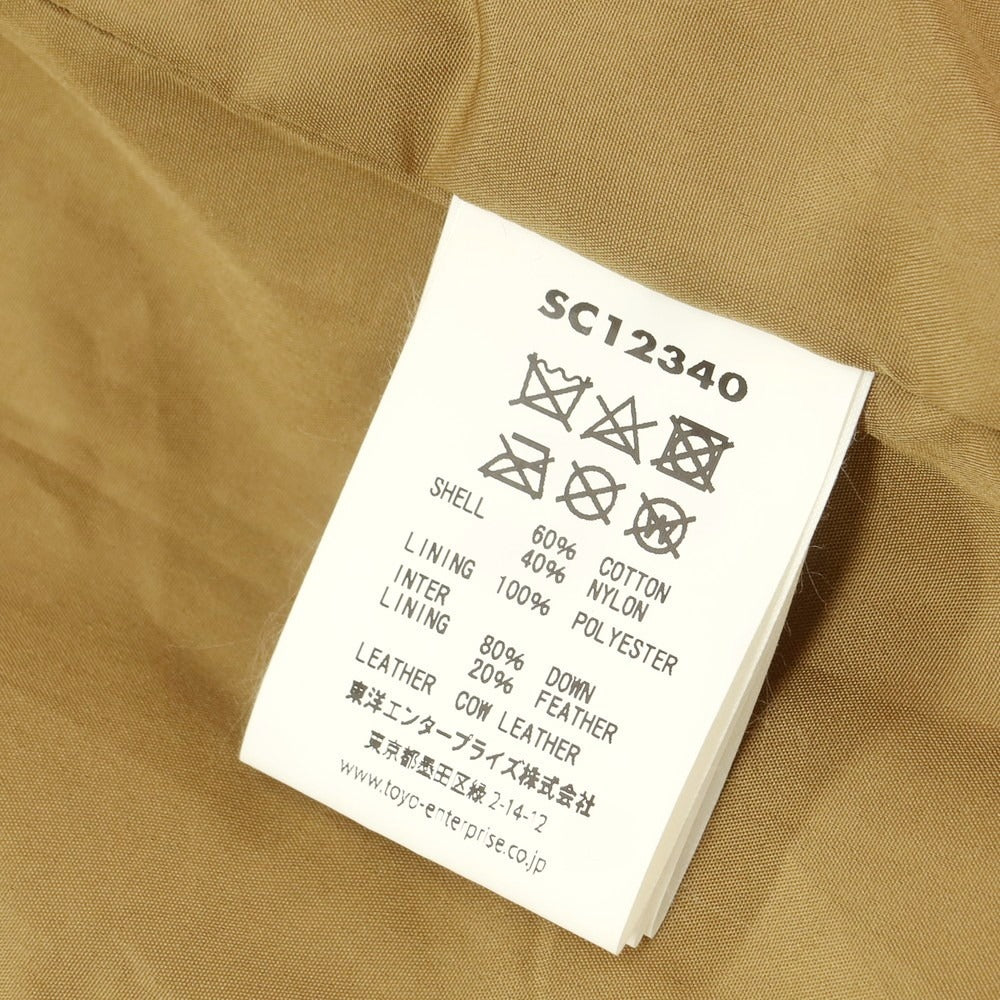 SC12340
W
SHELL 60% COTTON
40% NYLON
LINING 100% POLYESTER
INTER
LINING 80% DOWN
20% FEATHER
LEATHER COW LEATHER
東洋エンタープライズ株式会社
東京都墨田区緑 2-14-12
www.toyo-enterprise.co.jp